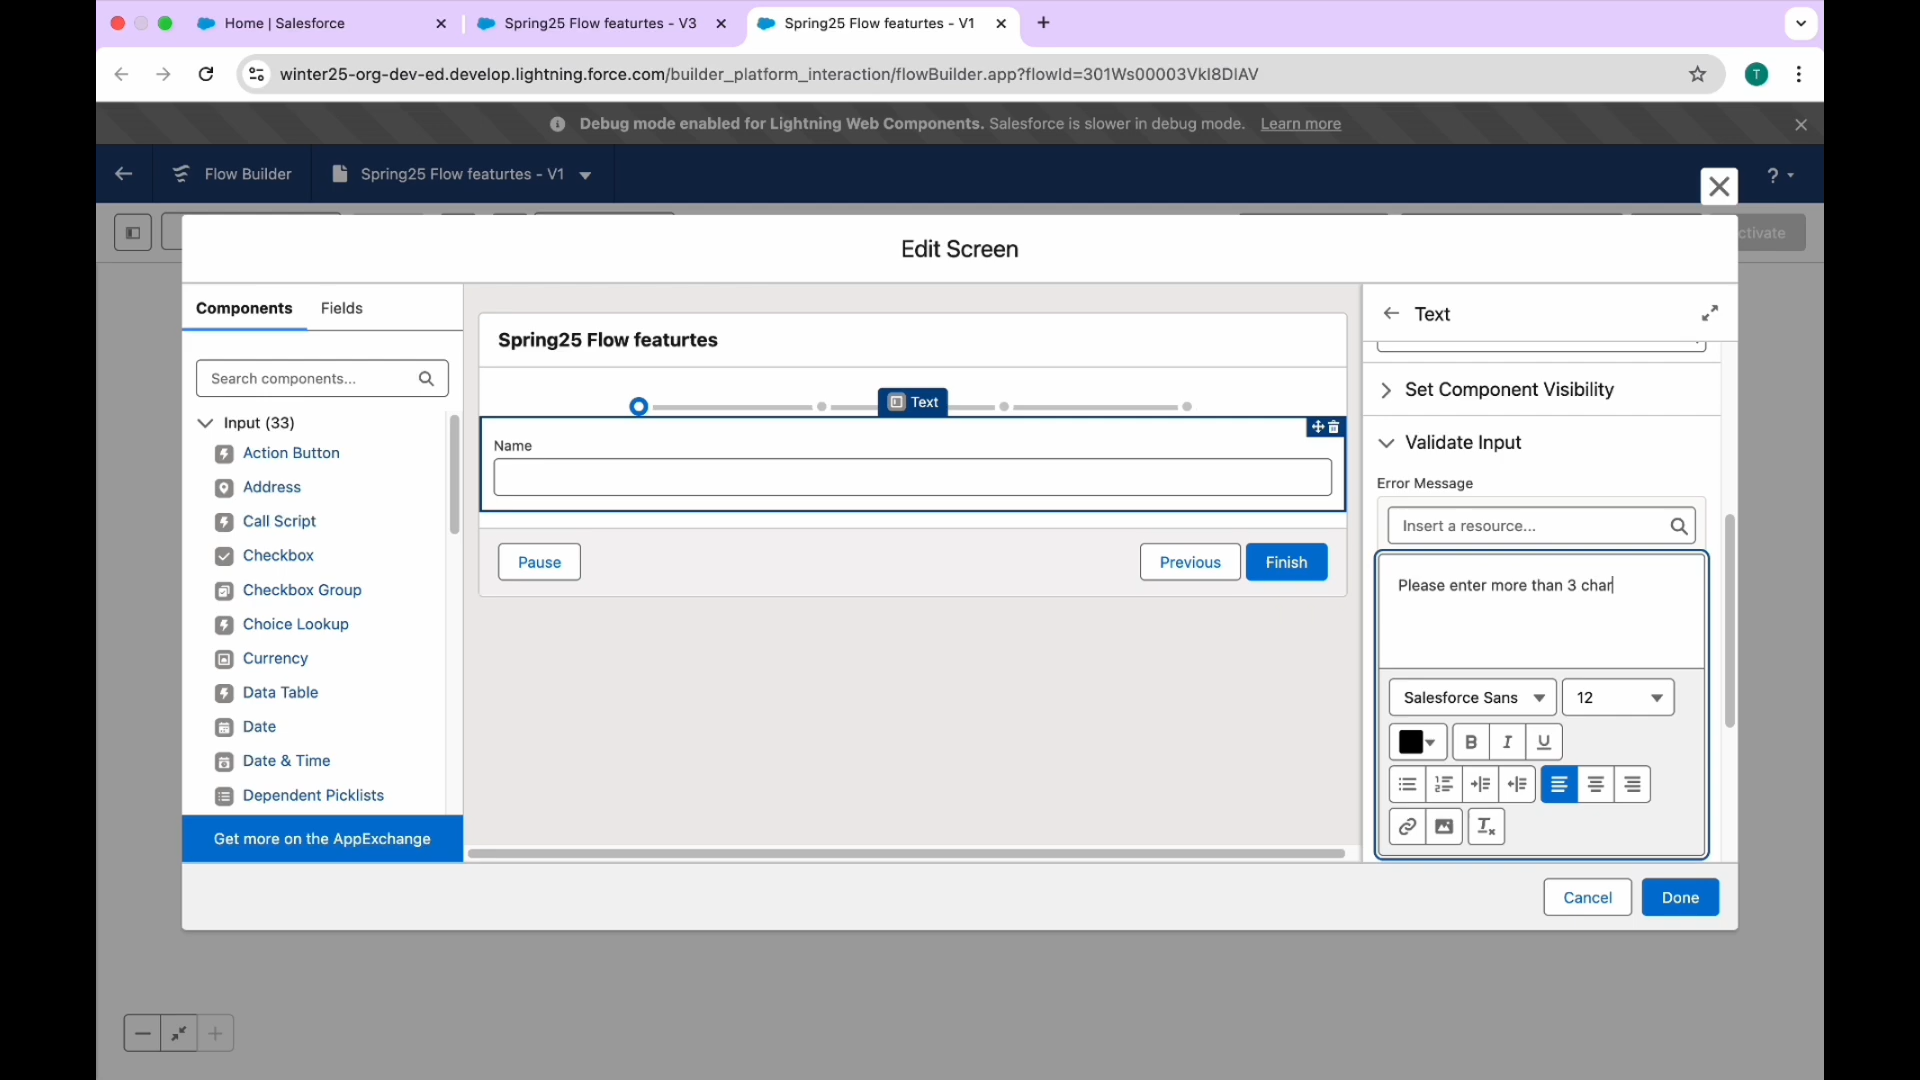 Home | Salesforce
Spring25 Flow featurtes - V3
Spring25 Flow featurtes - V1
winter25-org-dev-ed.develop.lightning.force.com/builder_platform_interaction/flowBuilder.app?flowId=301Ws00003VkI8DIAV
T
Debug mode enabled for Lightning Web Components. Salesforce is slower in debug mode. Learn more
Flow Builder
Spring25 Flow featurtes - V1
?
ctivate
Edit Screen
Components
Fields
Search components...
Input (33)
Action Button
Address
Call Script
Checkbox
Checkbox Group
Choice Lookup
Currency
Data Table
Date
Date & Time
Dependent Picklists
Get more on the AppExchange
Spring25 Flow featurtes
Text
Name
Pause
Previous
Finish
Text
Set Component Visibility
Validate Input
Error Message
Insert a resource...
Please enter more than 3 char
Salesforce Sans
12
B
I
U
Cancel
Done